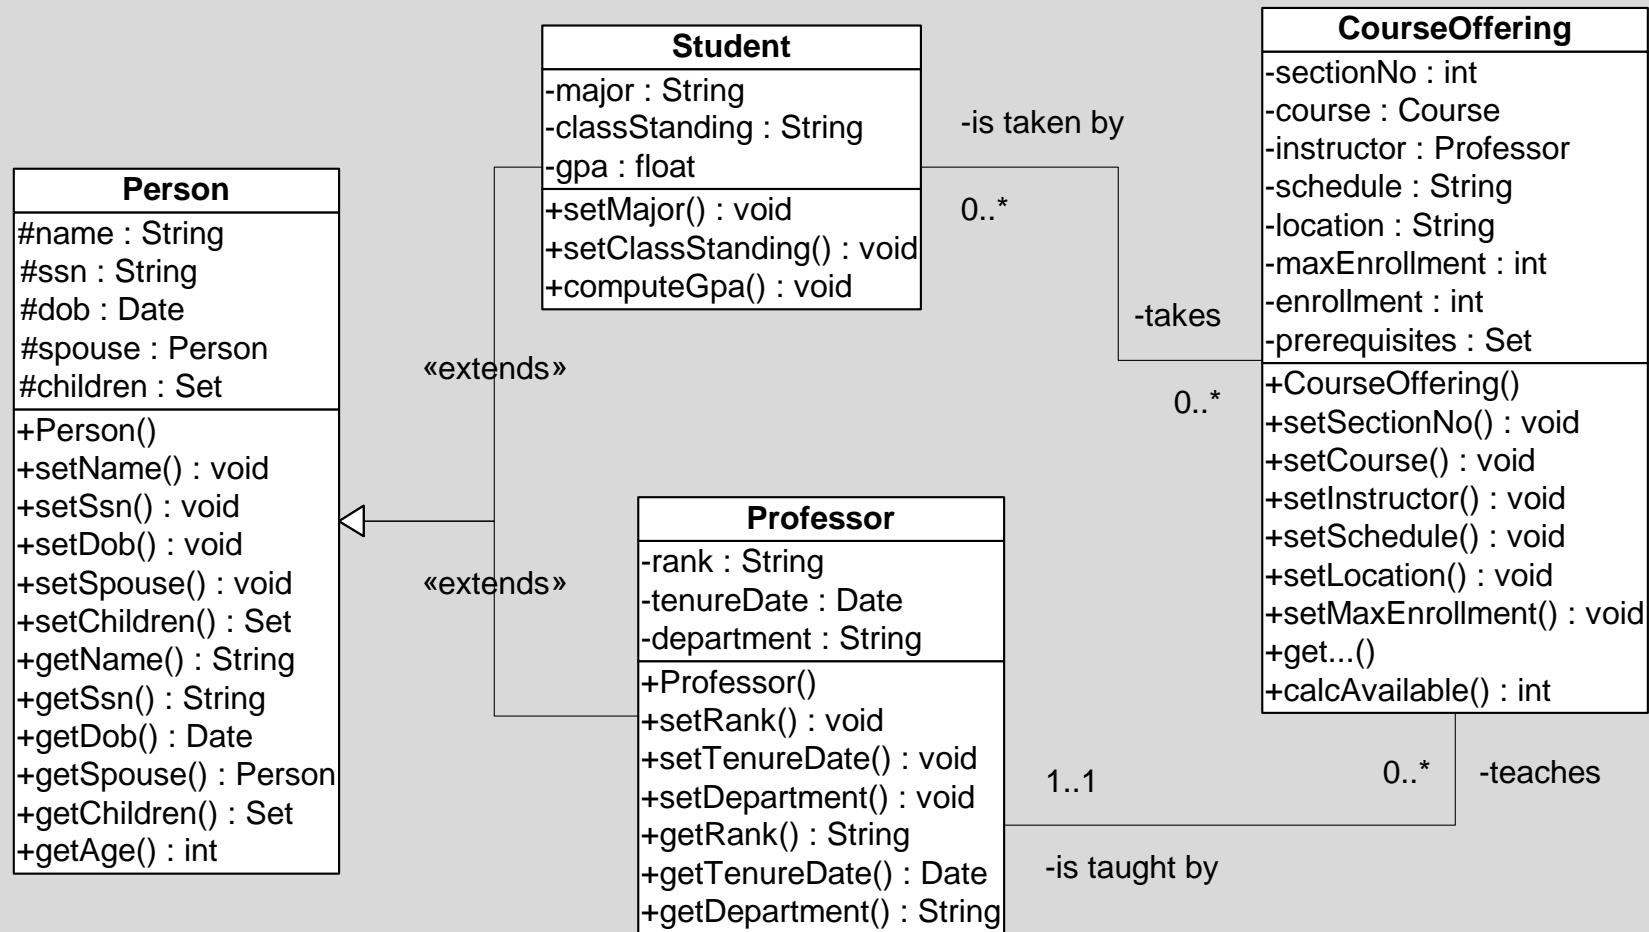 Person
#name : String
#ssn : String
#dob : Date
#spouse : Person
#children : Set
+Person()
+setName() : void
+setSsn() : void
+setDob() : void
+setSpouse() : void
+setChildren() : Set
+getName() : String
+getSsn() : String
+getDob() : Date
+getSpouse() : Person
+getChildren() : Set
+getAge() : int
«extends»
«extends»
Student
-major : String
-classStanding : String
-gpa : float
+setMajor() : void
+setClassStanding() : void
+computeGpa() : void
Professor
-rank : String
-tenureDate : Date
-department : String
+Professor()
+setRank() : void
+setTenureDate() : void
+setDepartment() : void
+getRank() : String
+getTenureDate() : Date
+getDepartment() : String
-is taken by
0..*
-takes
0..*
CourseOffering
-sectionNo : int
-course : Course
-instructor : Professor
-schedule : String
-location : String
-maxEnrollment : int
-enrollment : int
-prerequisites : Set
+CourseOffering()
+setSectionNo() : void
+setCourse() : void
+setInstructor() : void
+setSchedule() : void
+setLocation() : void
+setMaxEnrollment() : void
+get...()
+calcAvailable() : int
1..1
0..*
-teaches
-is taught by